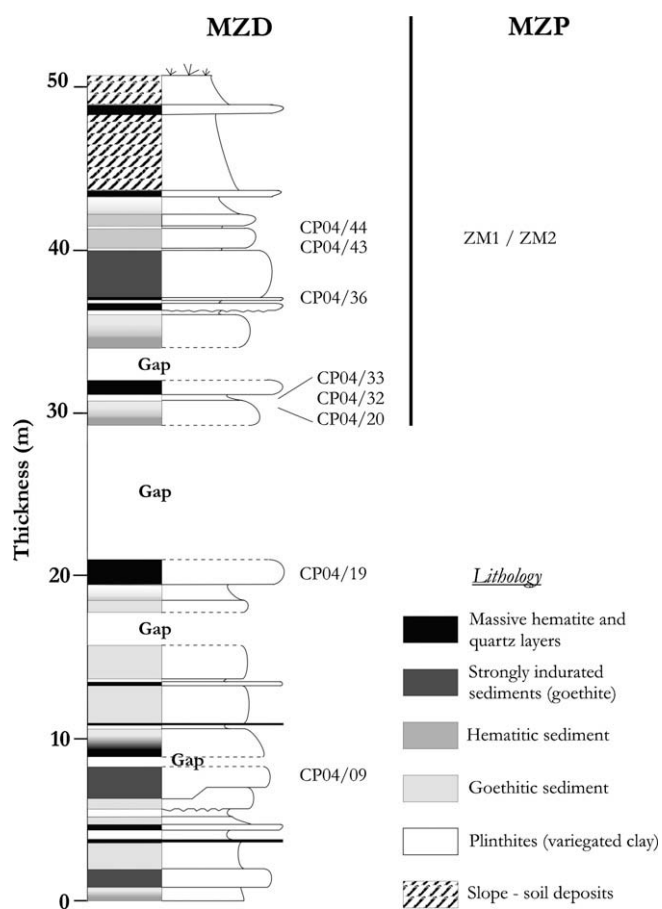 MZD
MZP
50
CP04/44
40
CP04/43
ZM1 / ZM2
CP04/36
Gap
CP04/33
CP04/32
30
CP04/20
Thickness (m)
Gap
20
CP04/19
Gap
10
Gap
CP04/09
0
Lithology
Massive hematite and
quartz layers
Strongly indurated
sediments (goethite)
Hematitic sediment
Goethitic sediment
Plinthites (variegated clay)
Slope - soil deposits